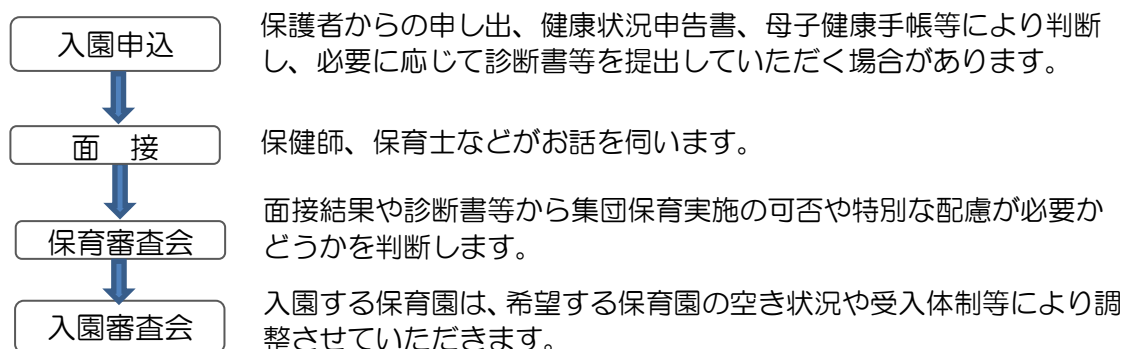 入園申込
保護者からの申し出、健康状況申告書、母子健康手帳等により判断
し、必要に応じて診断書等を提出していただく場合があります。
面　接
保健師、保育士などがお話を伺います。
保育審査会
面接結果や診断書等から集団保育実施の可否や特別な配慮が必要か
どうかを判断します。
入園審査会
入園する保育園は、希望する保育園の空き状況や受入体制等により調
整させていただきます。